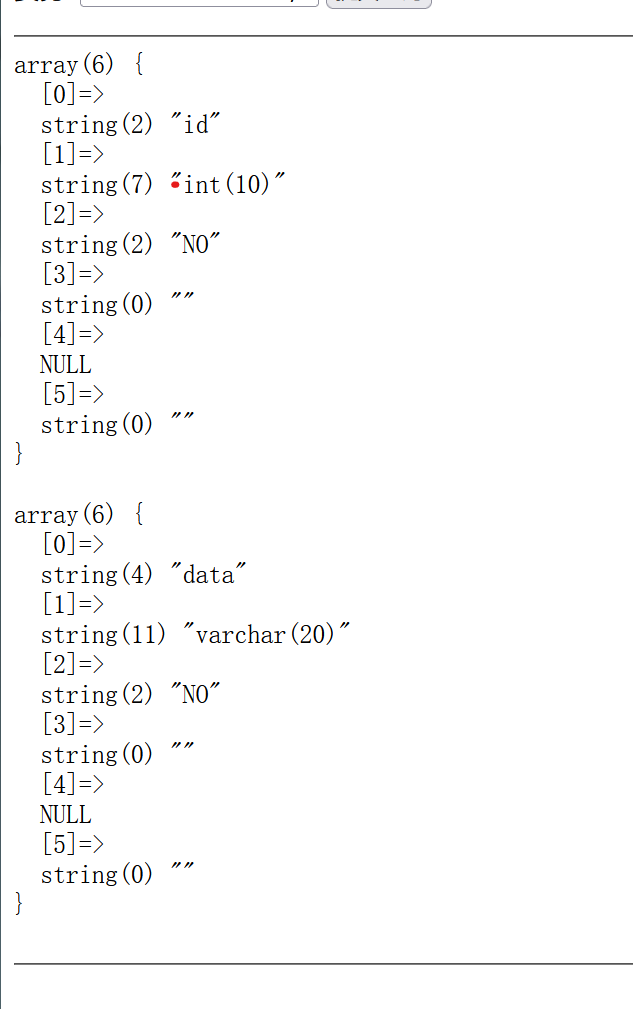 array(6) {
[0]=>
string(2) "id"
[1]=>
string(7) "int(10)"
[2]=>
string(2) "NO"
[3]=>
string(0) ""
[4]=>
NULL
[5]=>
string(0) ""
}
array(6) {
[0]=>
string(4) "data"
[1]=>
string(11) "varchar(20)"
[2]=>
string(2) "NO"
[3]=>
string(0) ""
[4]=>
NULL
[5]=>
string(0) ""
}